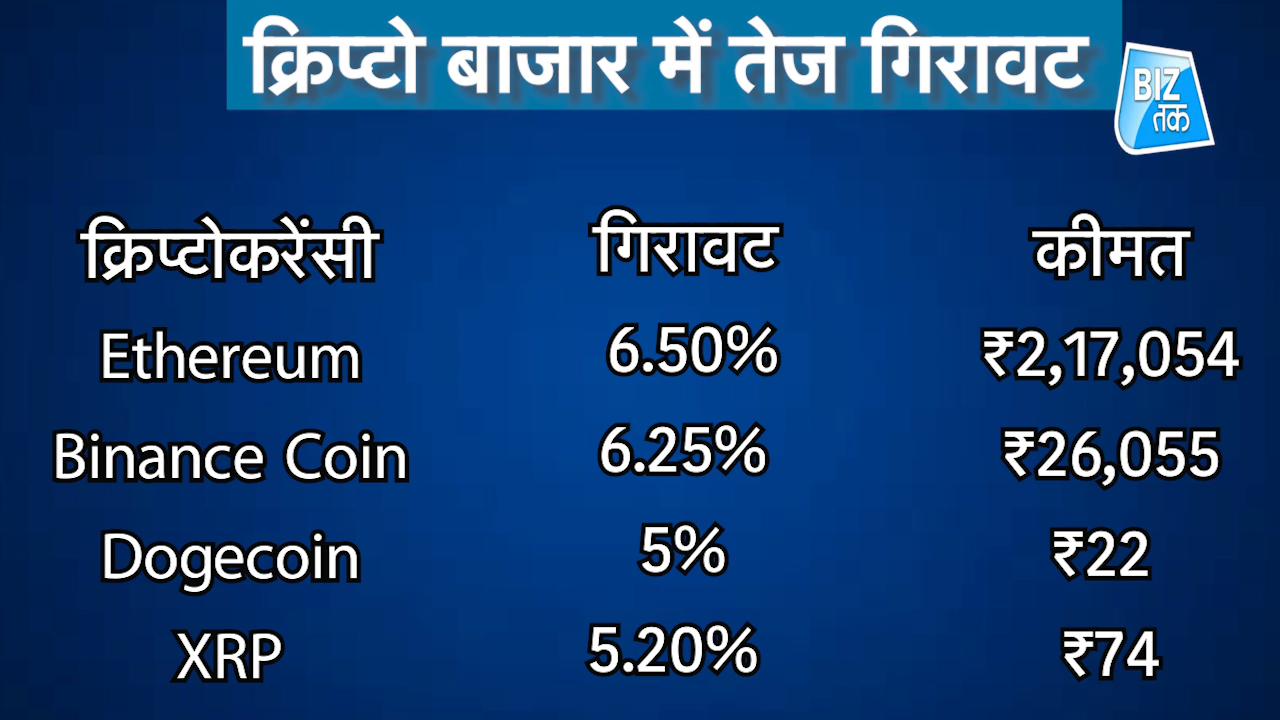 क्रिप्टो बाजार में तेज गिरावट
BIZ
तक
क्रिप्टोकरेंसी गिरावट कीमत
Ethereum 6.50% ₹2,17,054
Binance Coin 6.25% ₹26,055
Dogecoin 5% ₹22
XRP 5.20% ₹74